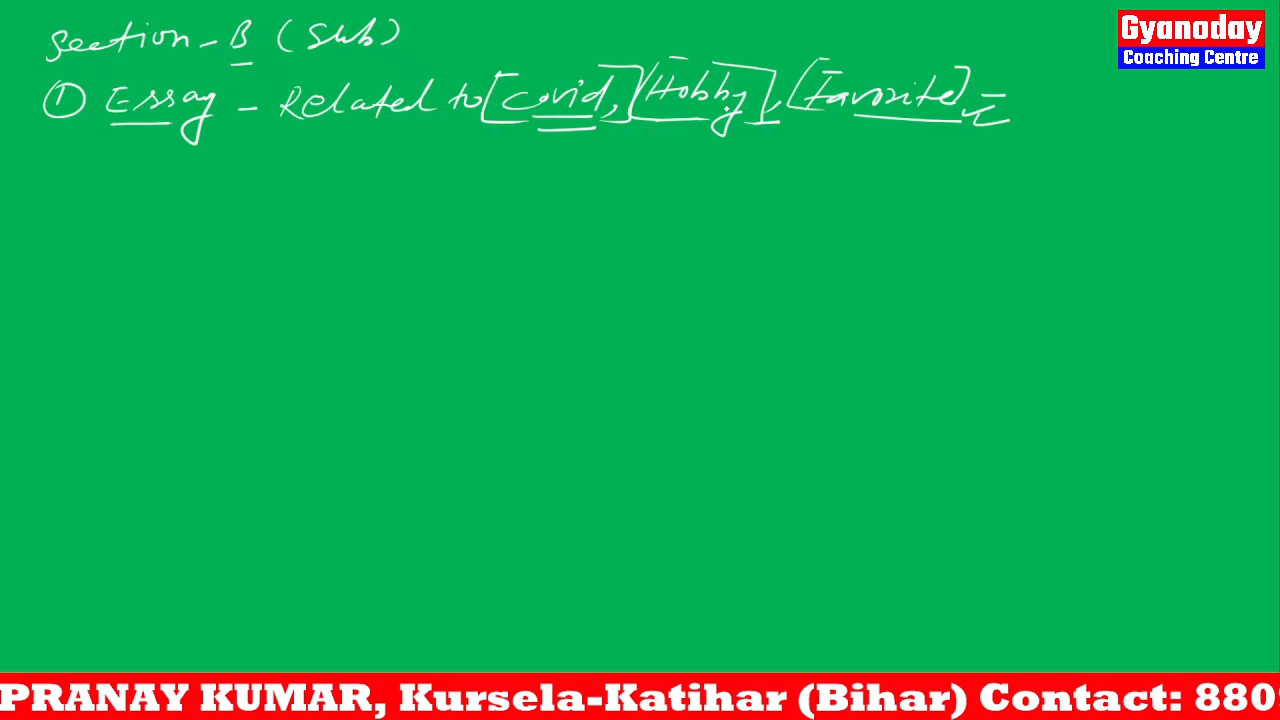 Section - B (Sub)
Gyanoday
Coaching Centre
① Essay - Related to [Covid,] [Hobby], [Favorite],
PRANAY KUMAR, Kursela-Katihar (Bihar) Contact: 880